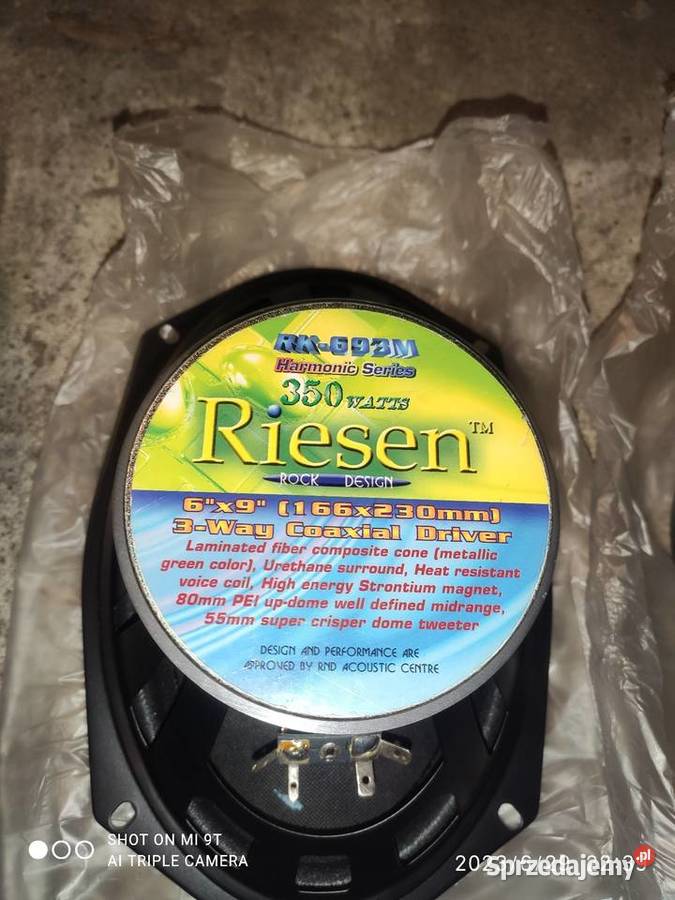 RK-693M
Harmonic Series
350 WATTS
Riesen™
ROCK DESIGN
6"x9" (166x230mm)
3-Way Coaxial Driver
Laminated fiber composite cone (metallic
green color), Urethane surround, Heat resistant
voice coil, High energy Strontium magnet,
80mm PEI up-dome well defined midrange,
55mm super crisper dome tweeter
DESIGN AND PERFORMANCE ARE
APPROVED BY RND ACOUSTIC CENTRE
SHOT ON MI 9T
AI TRIPLE CAMERA
Sprzedajemy.pl